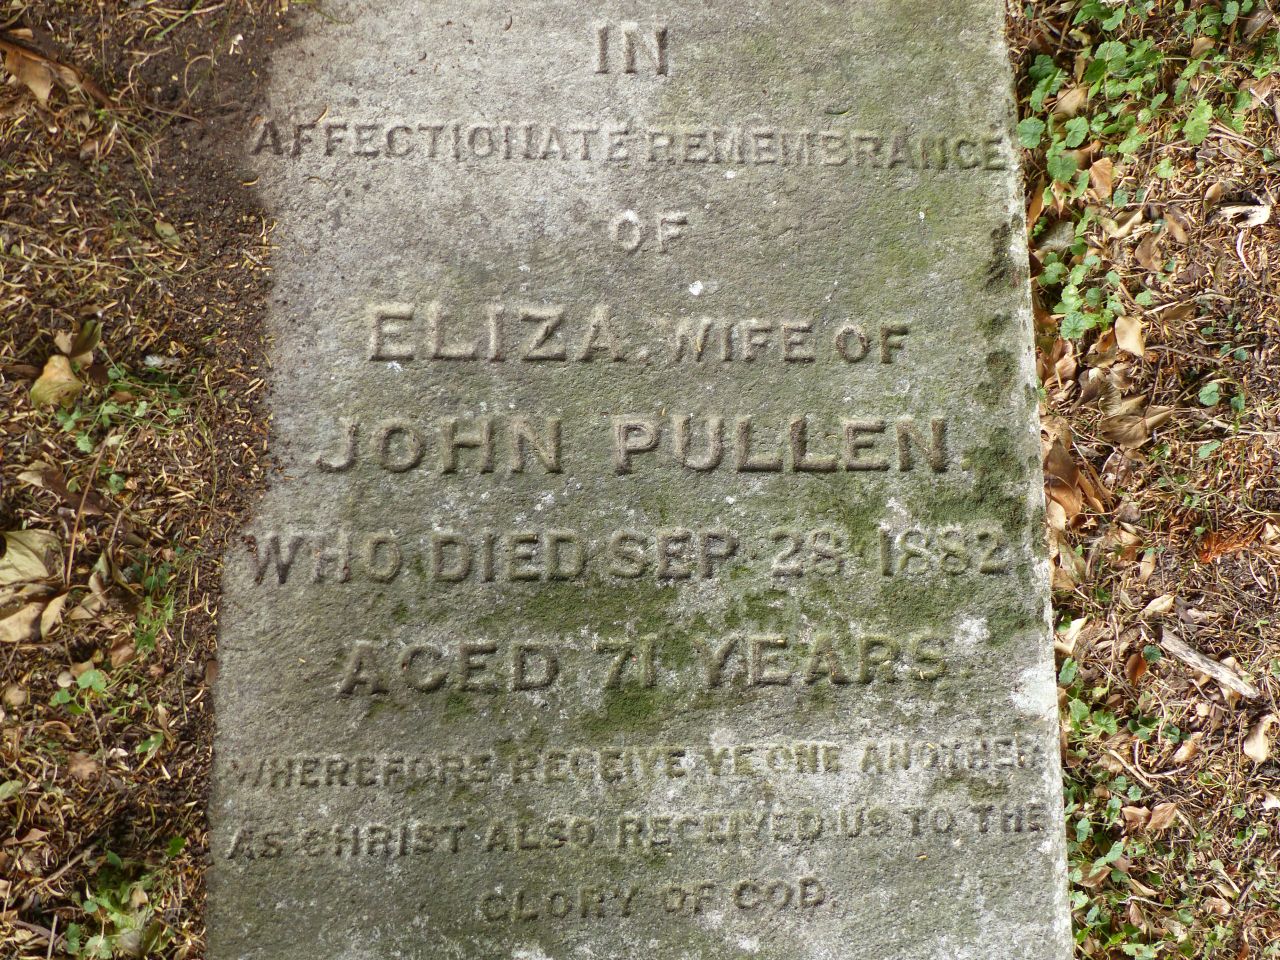 IN
AFFECTIONATE REMEMBRANCE
OF
ELIZA. WIFE OF
JOHN PULLEN.
WHO DIED SEP 28 1882
AGED 71 YEARS
WHEREFORE RECEIVE YE ONE ANOTHER
AS CHRIST ALSO RECEIVED US TO THE
GLORY OF GOD.